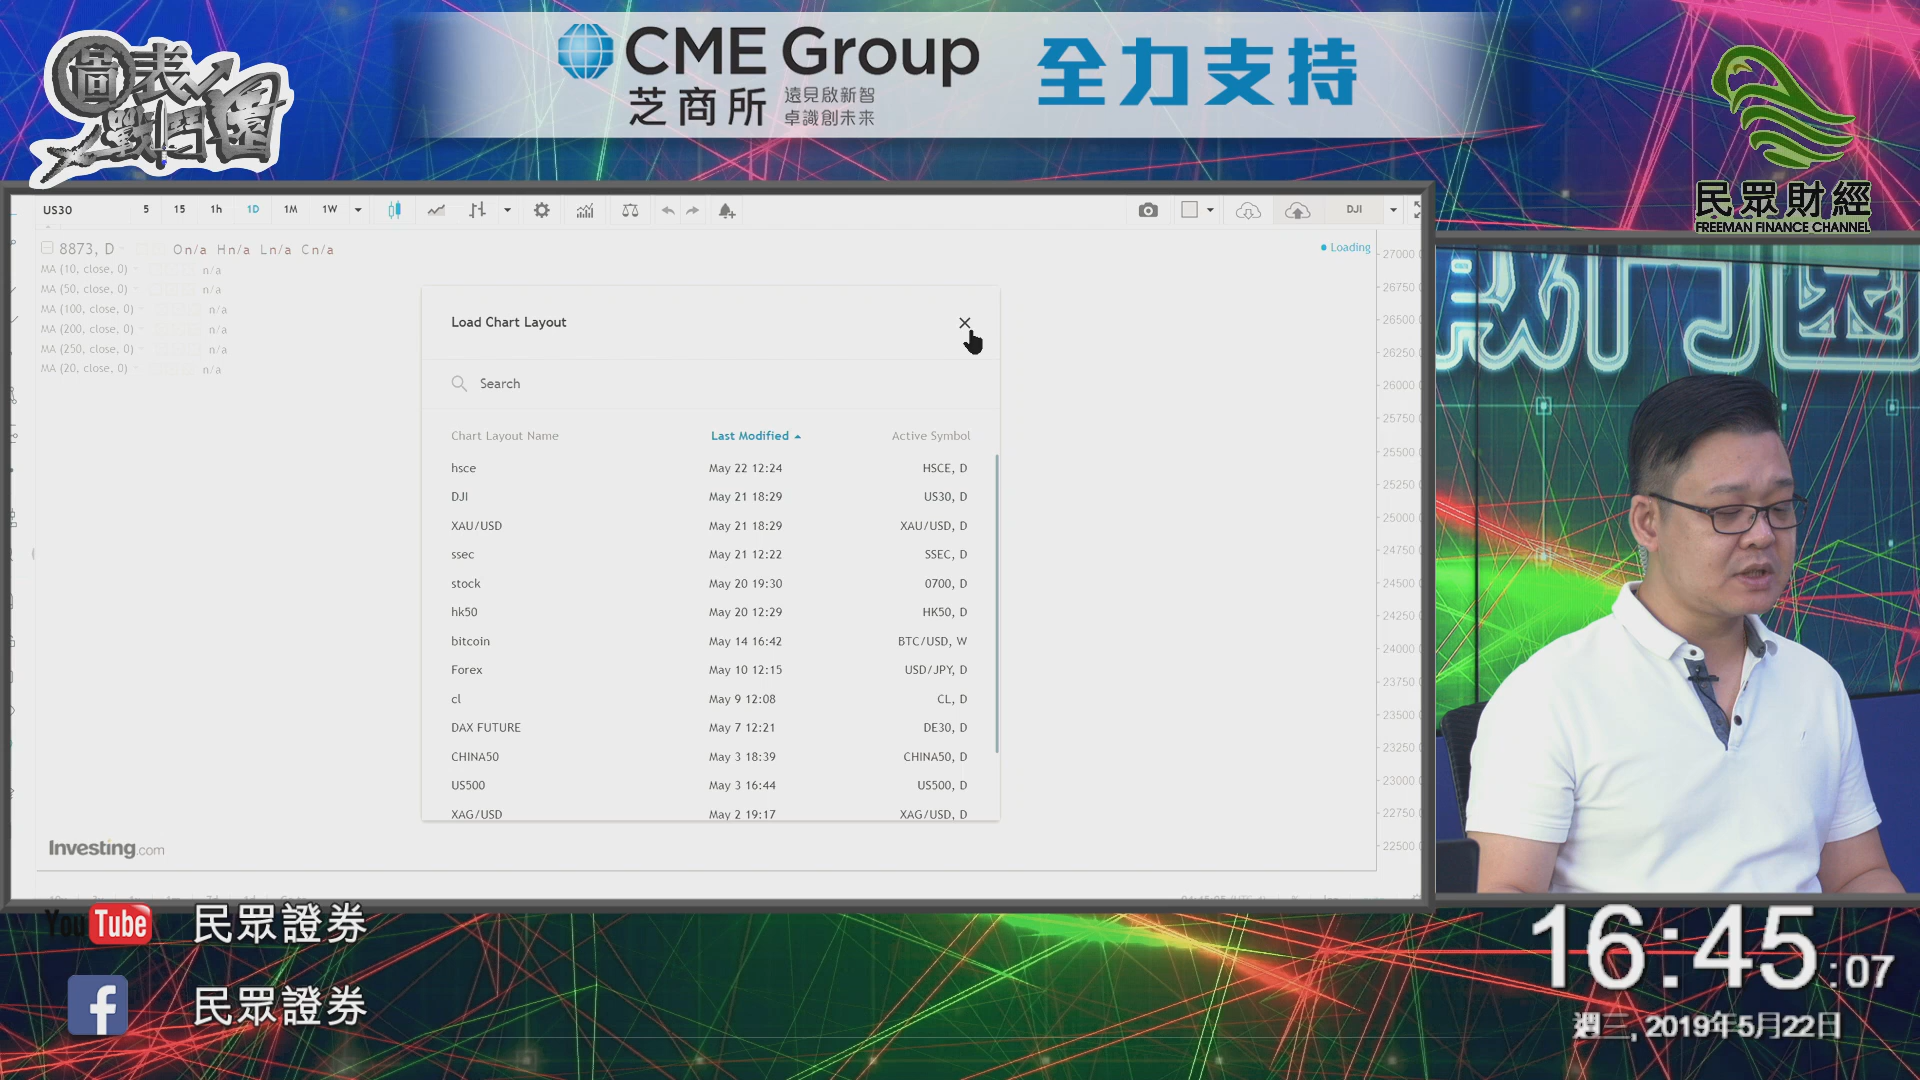 圖表
戰鬥團
CME Group
芝商所
遠見啟新智
卓識創未來
全力支持
民眾財經
FREEMAN FINANCE CHANNEL
US30 5 15 1h 1D 1M 1W DJI
8873, D On/a Hn/a Ln/a Cn/a
Loading
MA (10, close, 0) n/a
MA (50, close, 0) n/a
MA (100, close, 0) n/a
MA (200, close, 0) n/a
MA (250, close, 0) n/a
MA (20, close, 0) n/a
Load Chart Layout
Search
Chart Layout Name Last Modified Active Symbol
hsce May 22 12:24 HSCE, D
DJI May 21 18:29 US30, D
XAU/USD May 21 18:29 XAU/USD, D
ssec May 21 12:22 SSEC, D
stock May 20 19:30 0700, D
hk50 May 20 12:29 HK50, D
bitcoin May 14 16:42 BTC/USD, W
Forex May 10 12:15 USD/JPY, D
cl May 9 12:08 CL, D
DAX FUTURE May 7 12:21 DE30, D
CHINA50 May 3 18:39 CHINA50, D
US500 May 3 16:44 US500, D
XAG/USD May 2 19:17 XAG/USD, D
27000
26750
26500
26250
26000
25750
25500
25250
25000
24750
24500
24250
24000
23750
23500
23250
23000
22750
22500
Investing.com
YouTube 民眾證券
f 民眾證券
16:45:07
週三, 2019年5月22日